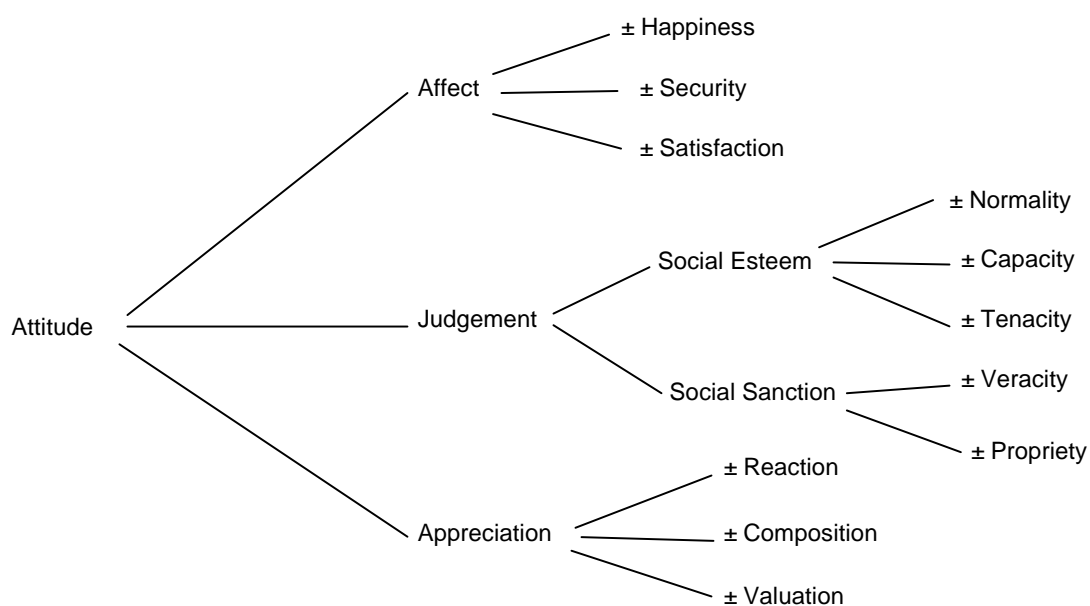 ± Happiness
Affect
± Security
± Satisfaction
± Normality
Social Esteem
± Capacity
Attitude
Judgement
± Tenacity
± Veracity
Social Sanction
± Propriety
± Reaction
Appreciation
± Composition
± Valuation